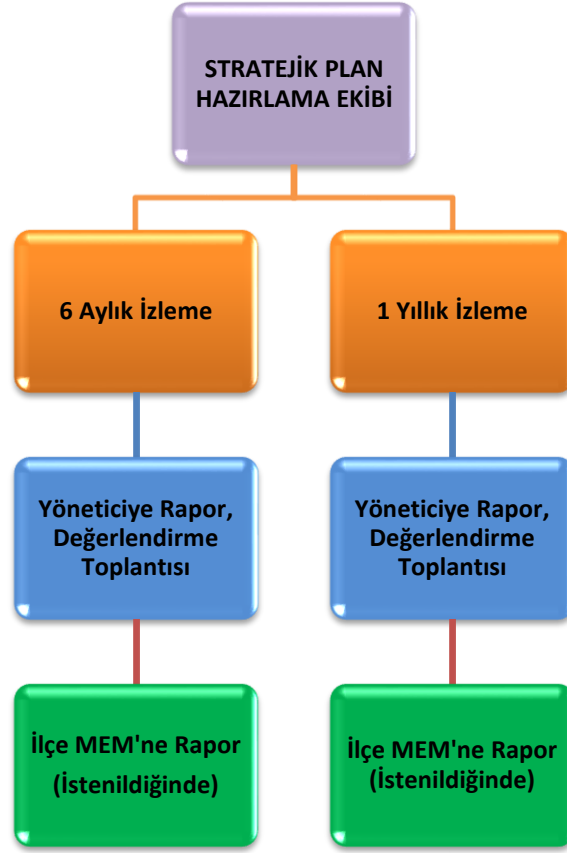 STRATEJİK PLAN
HAZIRLAMA EKİBİ
6 Aylık İzleme
1 Yıllık İzleme
Yöneticiye Rapor,
Değerlendirme
Toplantısı
Yöneticiye Rapor,
Değerlendirme
Toplantısı
İlçe MEM'ne Rapor
(İstenildiğinde)
İlçe MEM'ne Rapor
(İstenildiğinde)